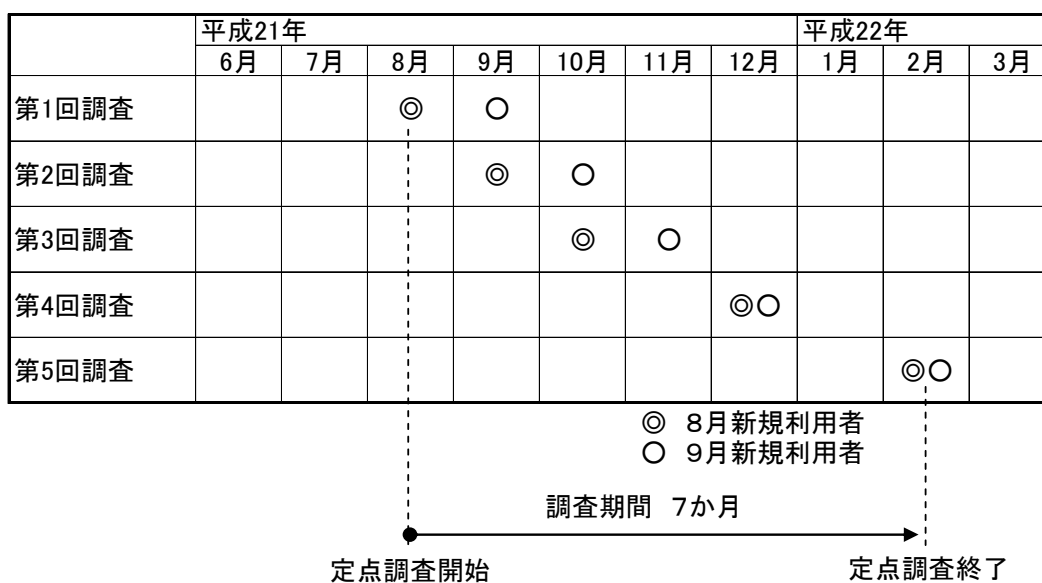 平成21年 平成22年
6月 7月 8月 9月 10月 11月 12月 1月 2月 3月
第1回調査 ◎ ○
第2回調査 ◎ ○
第3回調査 ◎ ○
第4回調査 ◎○
第5回調査 ◎○
◎ 8月新規利用者
○ 9月新規利用者
調査期間 7か月
定点調査開始 定点調査終了